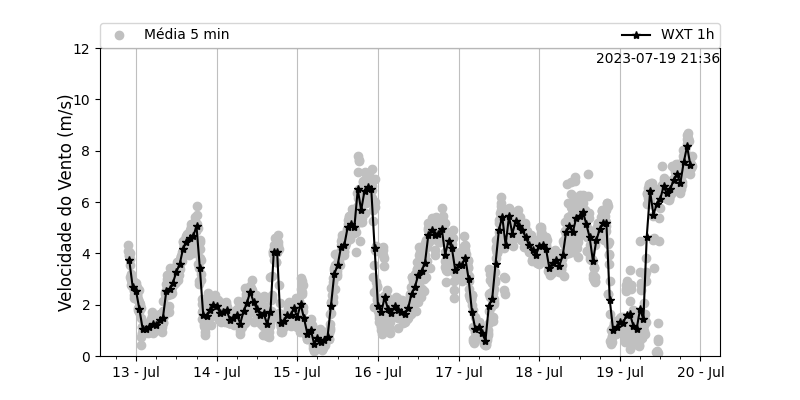 Média 5 min
WXT 1h
2023-07-19 21:36
Velocidade do Vento (m/s)
12
10
8
6
4
2
0
13 - Jul
14 - Jul
15 - Jul
16 - Jul
17 - Jul
18 - Jul
19 - Jul
20 - Jul